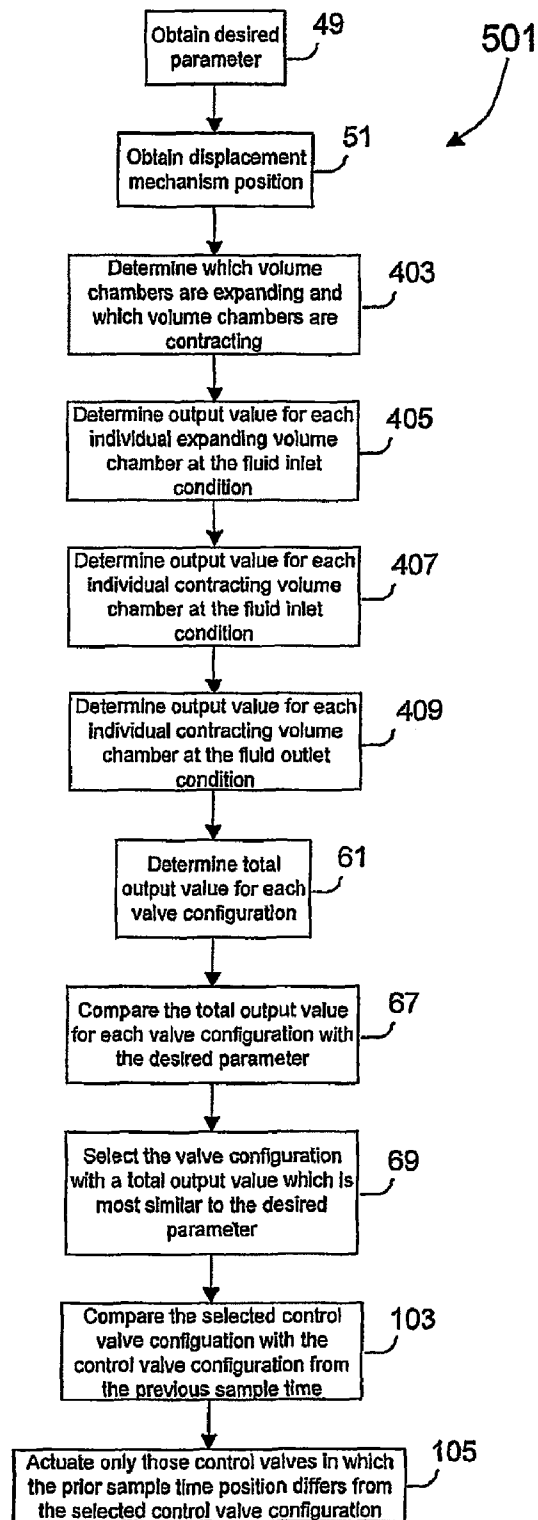 Obtain desired
parameter
49
501
Obtain displacement
mechanism position
51
Determine which volume
chambers are expanding and
which volume chambers are
contracting
403
Determine output value for each
individual expanding volume
chamber at the fluid inlet
condition
405
Determine output value for each
individual contracting volume
chamber at the fluid inlet
condition
407
Determine output value for each
individual contracting volume
chamber at the fluid outlet
condition
409
Determine total
output value for each
valve configuration
61
Compare the total output value
for each valve configuration with
the desired parameter
67
Select the valve configuration
with a total output value which is
most similar to the desired
parameter
69
Compare the selected control
valve configuation with the
control valve configuration from
the previous sample time
103
Actuate only those control valves in which
the prior sample time position differs from
the selected control valve configuration
105